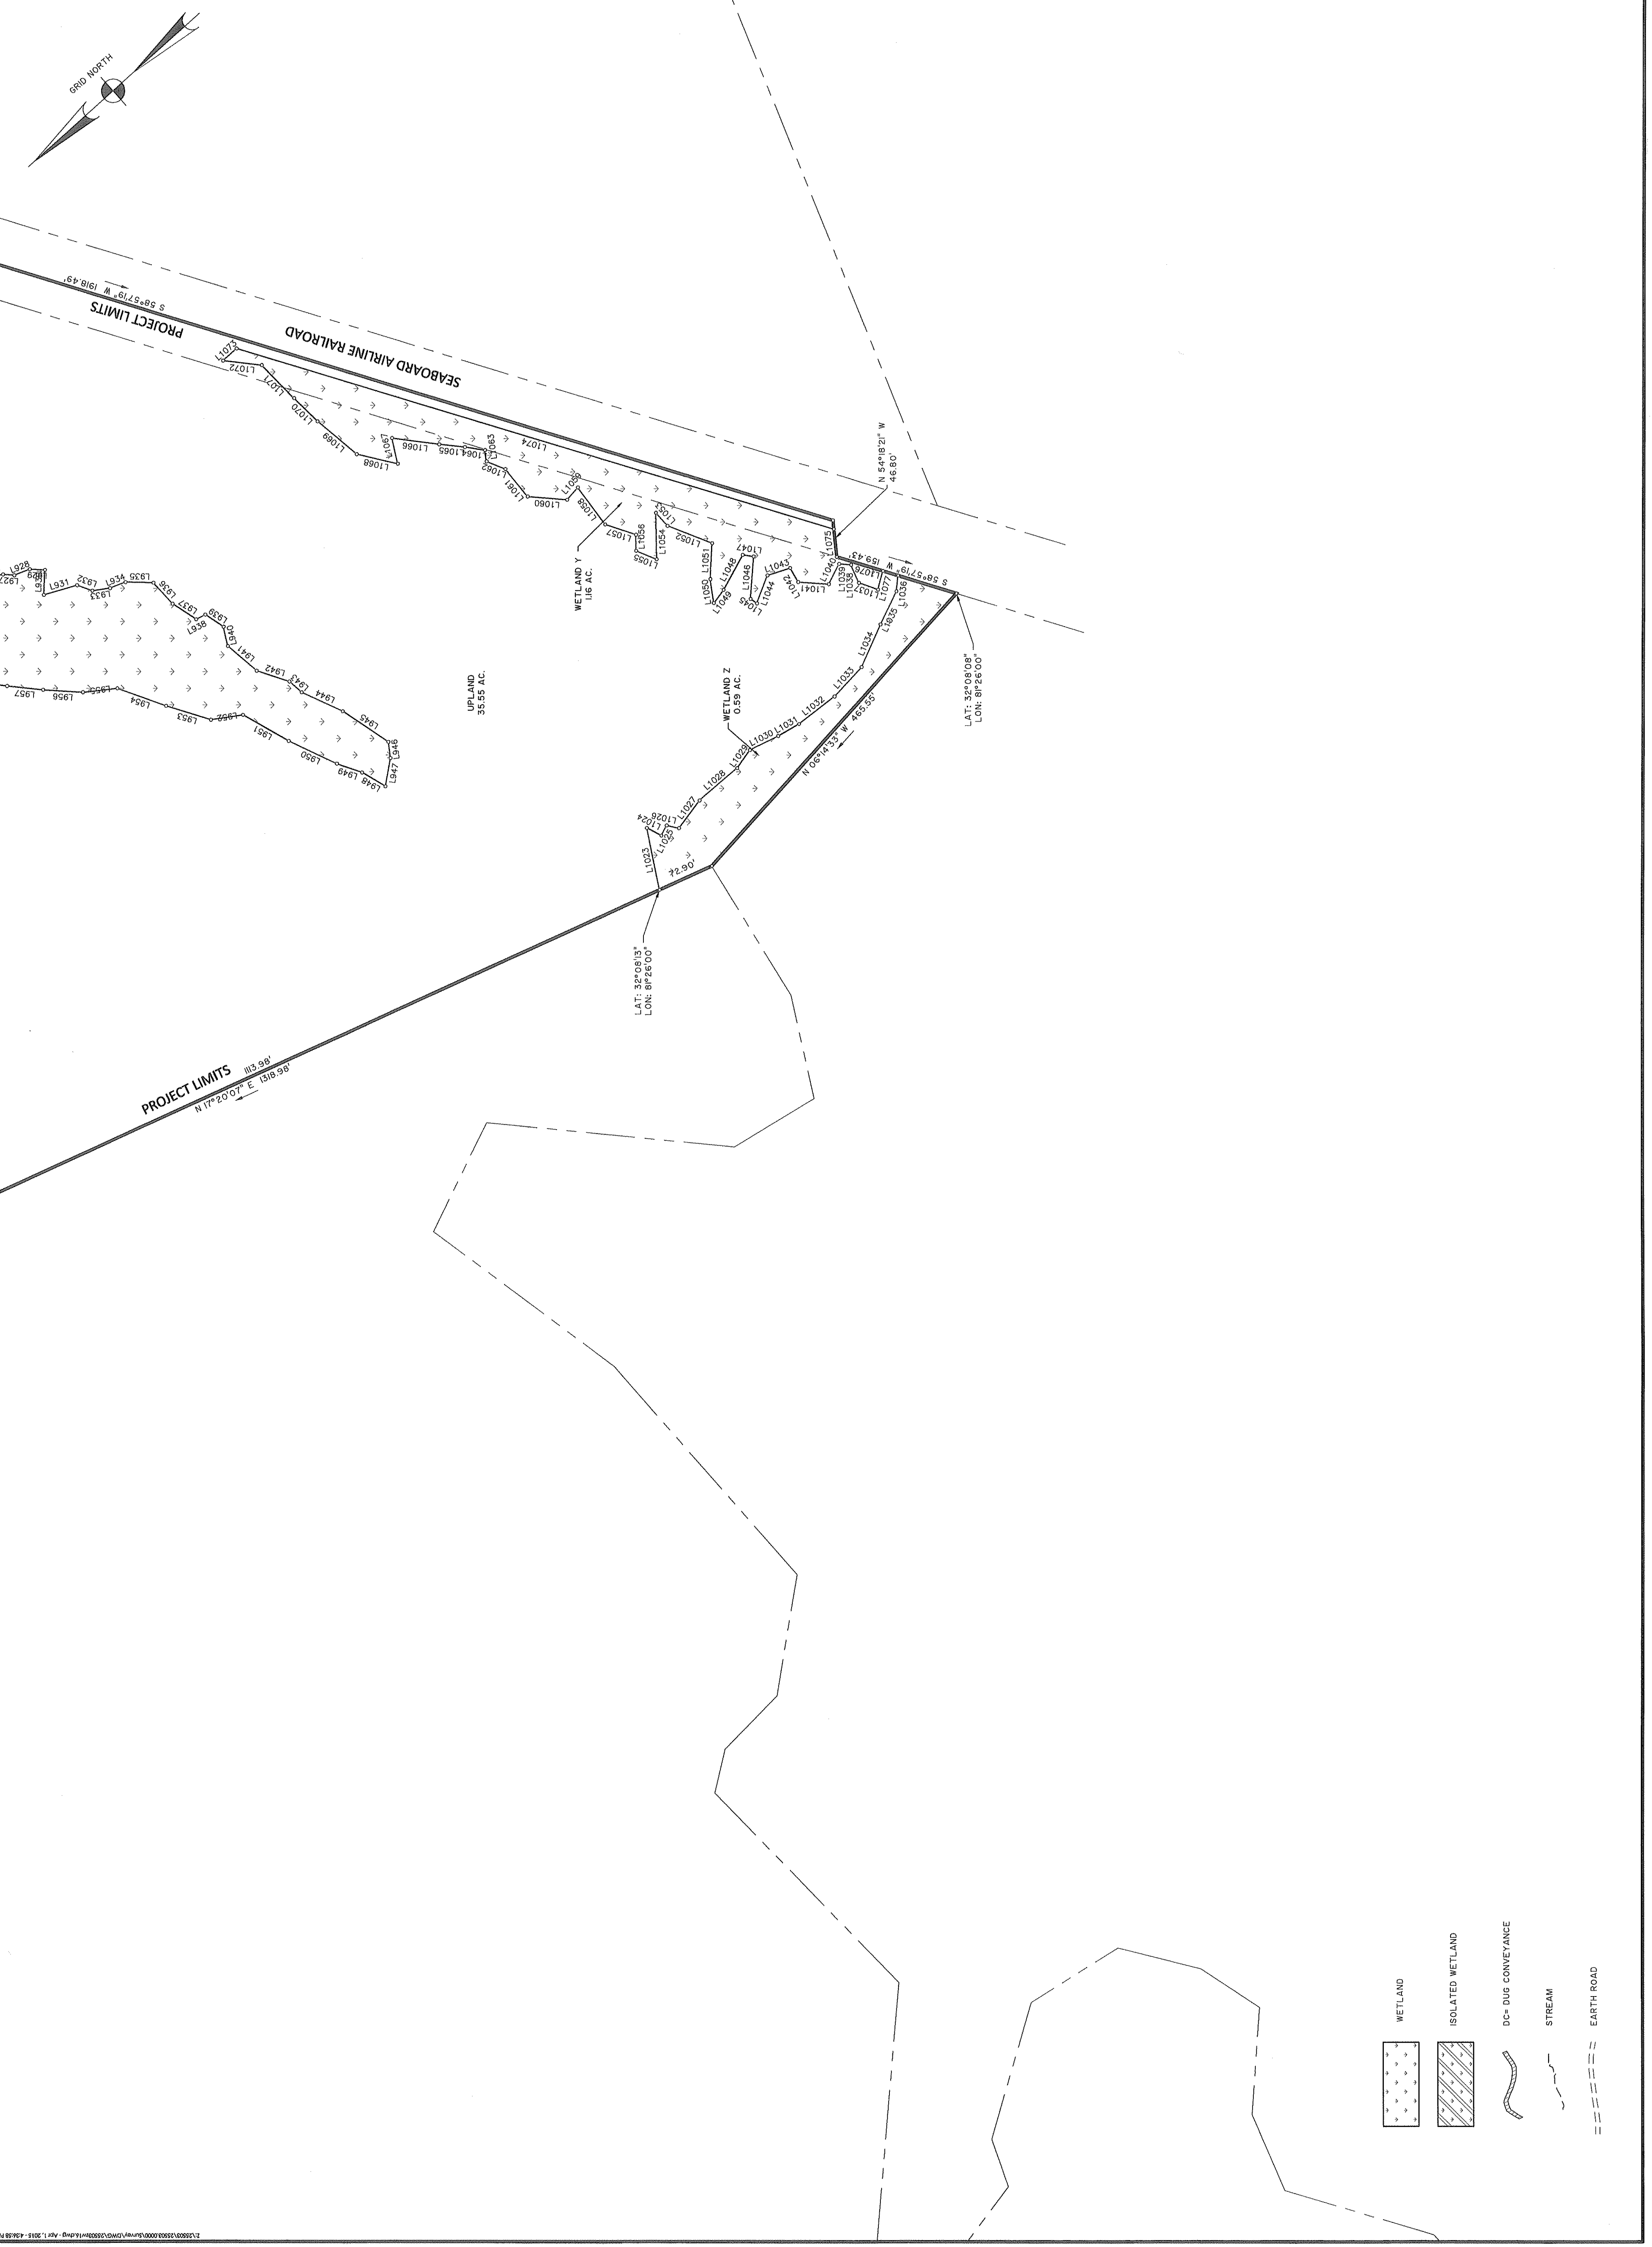 GRID NORTH
S 58°57'19" W 1918.49'
PROJECT LIMITS
SEABOARD AIRLINE RAILROAD
L1073
L1072
L1071
L1070
L1069
L1068
L1067
L1066
L1065
L1064
L1063
L1062
L1061
L1060
L1059
L1058
L1057
L1056
L1055
L1054
L1053
L1052
L1051
L1050
L1049
L1048
L1047
L1046
L1045
L1044
L1043
L1042
L1041
L1040
L1039
L1038
L1037
L1074
L1075
L1076
L1077
N 54°18'21" W
46.80'
S 58°57'19" W
159.43'
WETLAND Y
1.16 AC.
L927
L928
L929
L930
L931
L932
L933
L934
L935
L936
L937
L938
L939
L940
L941
L942
L943
L944
L945
L946
L947
L948
L949
L950
L951
L952
L953
L954
L955
L956
L957
UPLAND
35.55 AC.
WETLAND Z
0.59 AC.
L1036
L1035
L1034
L1033
L1032
L1031
L1030
L1029
L1028
L1027
L1026
L1025
L1024
L1023
72.90'
N 06°14'33" W 465.55'
LAT: 32°08'08"
LON: 81°26'00"
LAT: 32°08'13"
LON: 81°26'00"
PROJECT LIMITS
1113.98'
N 17°20'07" E 1318.98'
WETLAND
ISOLATED WETLAND
DC= DUG CONVEYANCE
STREAM
EARTH ROAD